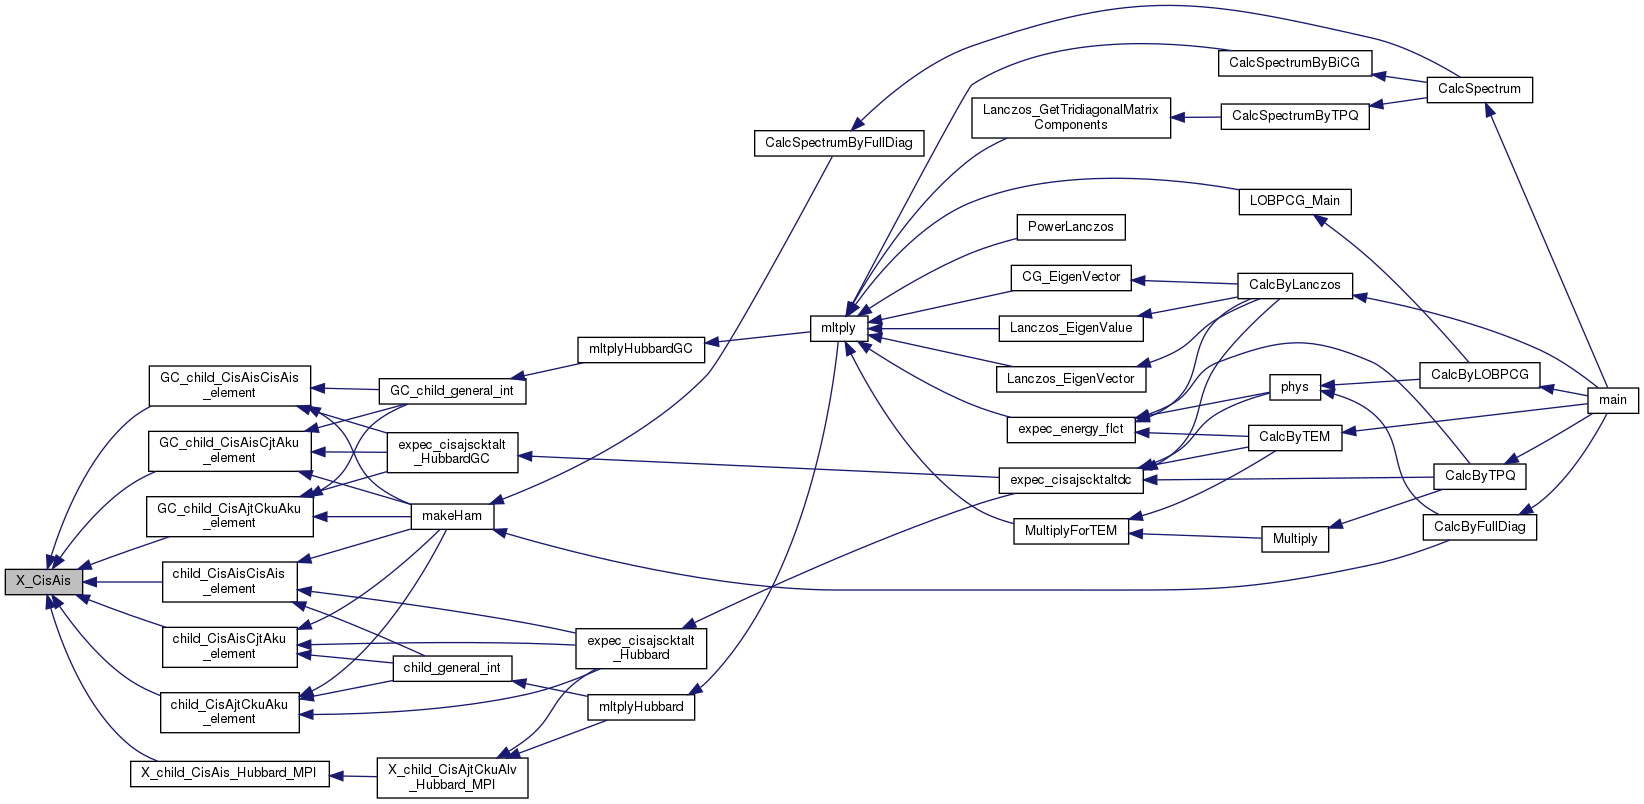 X_CisAis
GC_child_CisAisCisAis
_element
GC_child_CisAisCjtAku
_element
GC_child_CisAjtCkuAku
_element
child_CisAisCisAis
_element
child_CisAisCjtAku
_element
child_CisAjtCkuAku
_element
X_child_CisAis_Hubbard_MPI
GC_child_general_int
expec_cisajscktalt
_HubbardGC
makeHam
child_general_int
X_child_CisAjtCkuAlv
_Hubbard_MPI
mltplyHubbardGC
expec_cisajscktalt
_Hubbard
mltplyHubbard
CalcSpectrumByFullDiag
mltply
Lanczos_GetTridiagonalMatrix
Components
PowerLanczos
CG_EigenVector
Lanczos_EigenValue
Lanczos_EigenVector
expec_energy_flct
expec_cisajscktaltdc
MultiplyForTEM
CalcSpectrumByBiCG
CalcSpectrumByTPQ
LOBPCG_Main
CalcByLanczos
phys
CalcByTEM
Multiply
CalcSpectrum
CalcByLOBPCG
CalcByTPQ
CalcByFullDiag
main